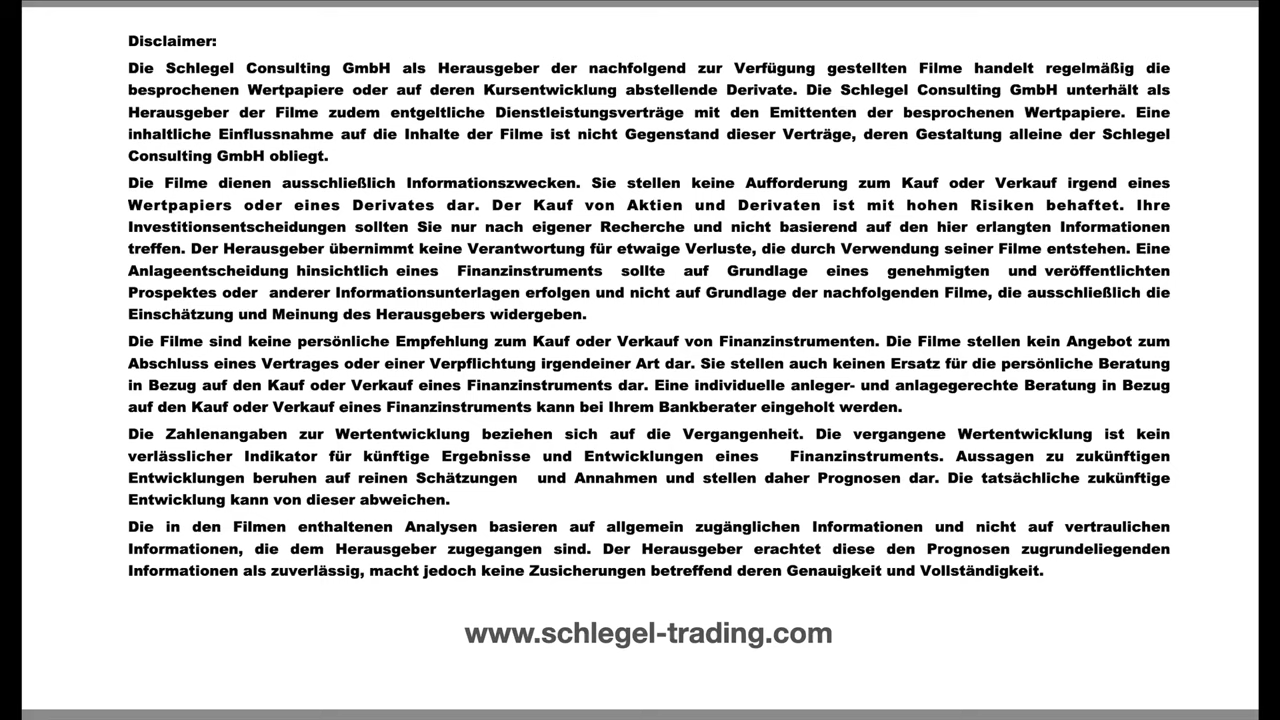 Disclaimer:
Die Schlegel Consulting GmbH als Herausgeber der nachfolgend zur Verfügung gestellten Filme handelt regelmäßig die
besprochenen Wertpapiere oder auf deren Kursentwicklung abstellende Derivate. Die Schlegel Consulting GmbH unterhält als
Herausgeber der Filme zudem entgeltliche Dienstleistungsverträge mit den Emittenten der besprochenen Wertpapiere. Eine
inhaltliche Einflussnahme auf die Inhalte der Filme ist nicht Gegenstand dieser Verträge, deren Gestaltung alleine der Schlegel
Consulting GmbH obliegt.
Die Filme dienen ausschließlich Informationszwecken. Sie stellen keine Aufforderung zum Kauf oder Verkauf irgend eines
Wertpapiers oder eines Derivates dar. Der Kauf von Aktien und Derivaten ist mit hohen Risiken behaftet. Ihre
Investitionsentscheidungen sollten Sie nur nach eigener Recherche und nicht basierend auf den hier erlangten Informationen
treffen. Der Herausgeber übernimmt keine Verantwortung für etwaige Verluste, die durch Verwendung seiner Filme entstehen. Eine
Anlageentscheidung hinsichtlich eines Finanzinstruments sollte auf Grundlage eines genehmigten und veröffentlichten
Prospektes oder anderer Informationsunterlagen erfolgen und nicht auf Grundlage der nachfolgenden Filme, die ausschließlich die
Einschätzung und Meinung des Herausgebers widergeben.
Die Filme sind keine persönliche Empfehlung zum Kauf oder Verkauf von Finanzinstrumenten. Die Filme stellen kein Angebot zum
Abschluss eines Vertrages oder einer Verpflichtung irgendeiner Art dar. Sie stellen auch keinen Ersatz für die persönliche Beratung
in Bezug auf den Kauf oder Verkauf eines Finanzinstruments dar. Eine individuelle anleger- und anlagegerechte Beratung in Bezug
auf den Kauf oder Verkauf eines Finanzinstruments kann bei Ihrem Bankberater eingeholt werden.
Die Zahlenangaben zur Wertentwicklung beziehen sich auf die Vergangenheit. Die vergangene Wertentwicklung ist kein
verlässlicher Indikator für künftige Ergebnisse und Entwicklungen eines Finanzinstruments. Aussagen zu zukünftigen
Entwicklungen beruhen auf reinen Schätzungen und Annahmen und stellen daher Prognosen dar. Die tatsächliche zukünftige
Entwicklung kann von dieser abweichen.
Die in den Filmen enthaltenen Analysen basieren auf allgemein zugänglichen Informationen und nicht auf vertraulichen
Informationen, die dem Herausgeber zugegangen sind. Der Herausgeber erachtet diese den Prognosen zugrundeliegenden
Informationen als zuverlässig, macht jedoch keine Zusicherungen betreffend deren Genauigkeit und Vollständigkeit.
www.schlegel-trading.com